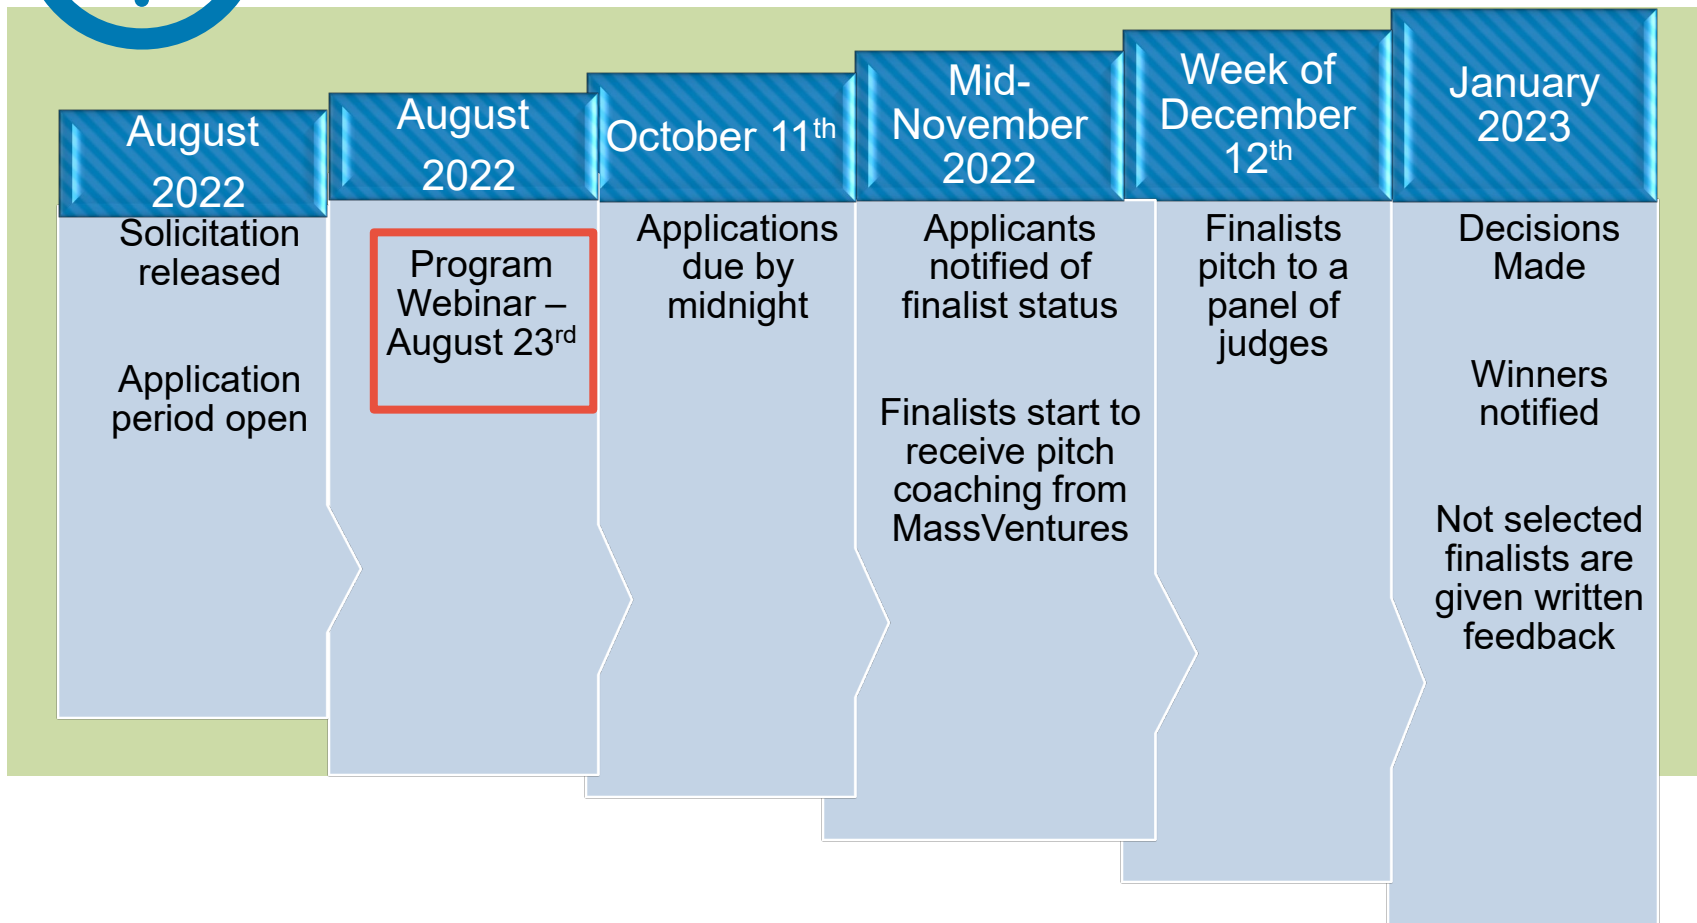 August
2022
Solicitation
released
Application
period open
August
2022
Program
Webinar –
August 23rd
October 11th
Applications
due by
midnight
Mid-
November
2022
Applicants
notified of
finalist status
Finalists start to
receive pitch
coaching from
MassVentures
Week of
December
12th
Finalists
pitch to a
panel of
judges
January
2023
Decisions
Made
Winners
notified
Not selected
finalists are
given written
feedback